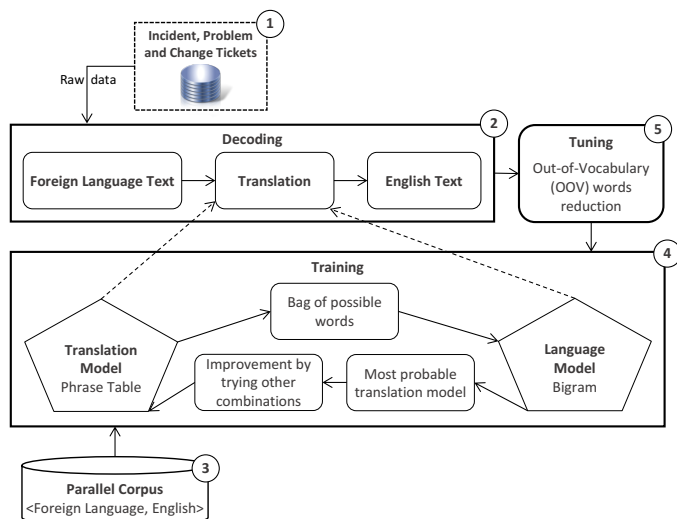 1
Incident, Problem
and Change Tickets
Raw data
2
Decoding
Foreign Language Text
Translation
English Text
5
Tuning
Out-of-Vocabulary
(OOV) words
reduction
4
Training
Bag of possible
words
Translation
Model
Phrase Table
Improvement by
trying other
combinations
Most probable
translation model
Language
Model
Bigram
3
Parallel Corpus
<Foreign Language, English>